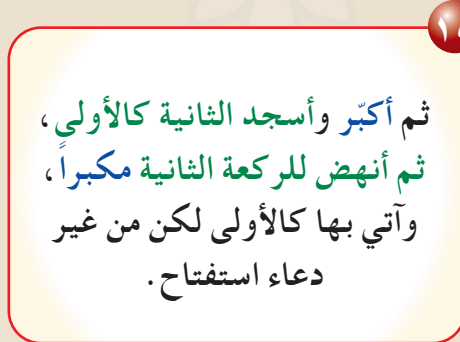 ثم أكبّر وأسجد الثانية كالأولى،
ثم أنهض للركعة الثانية مكبراً،
وآتي بها كالأولى لكن من غير
دعاء استفتاح.